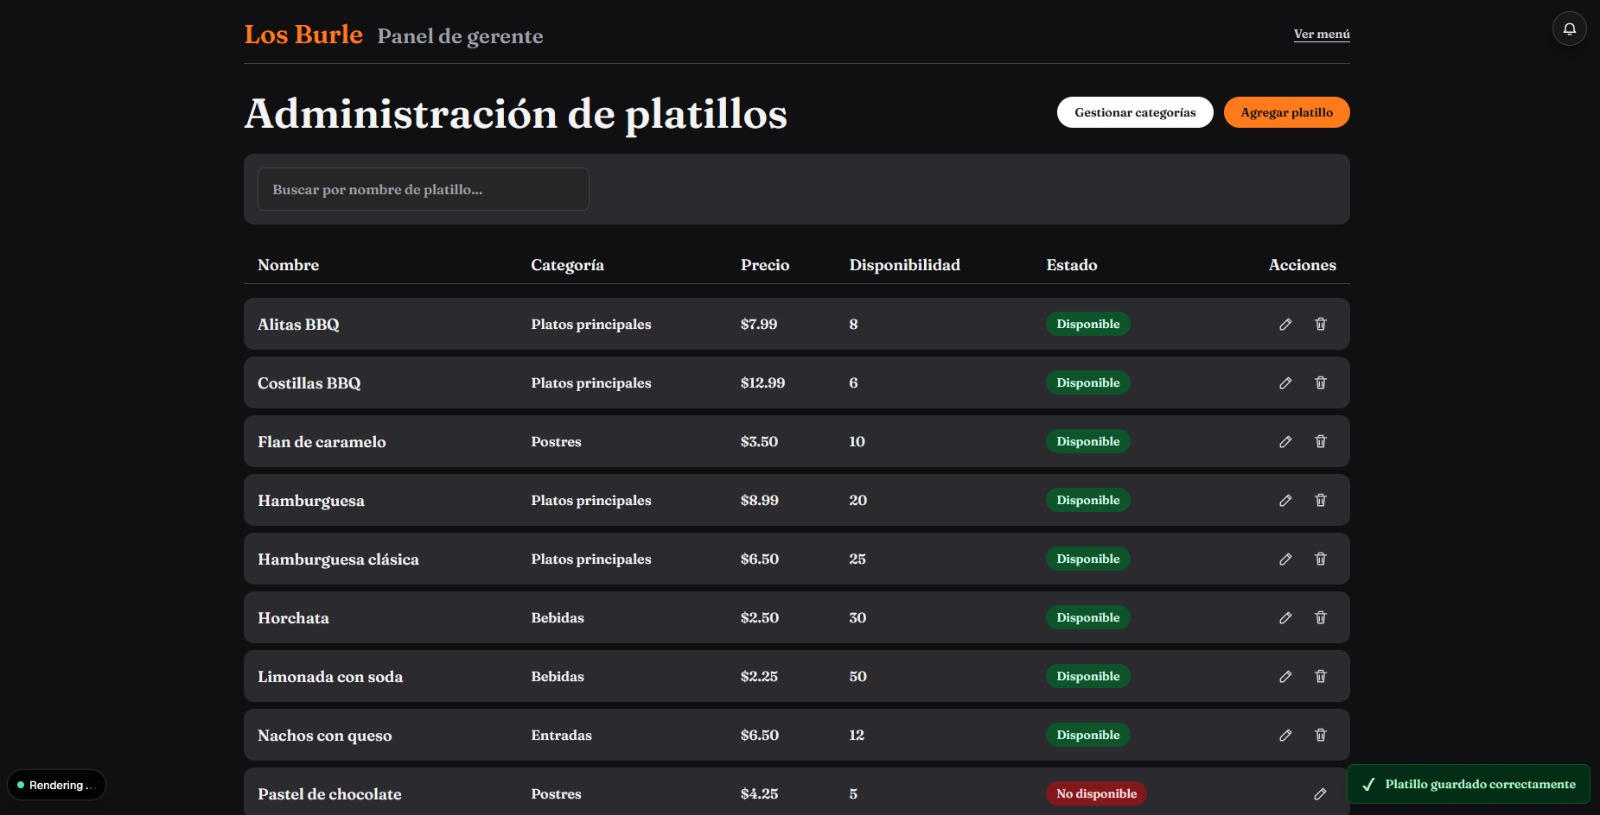 Los Burle Panel de gerente Ver menú
Administración de platillos Gestionar categorías Agregar platillo
Buscar por nombre de platillo...
Nombre Categoría Precio Disponibilidad Estado Acciones
Alitas BBQ Platos principales $7.99 8 Disponible
Costillas BBQ Platos principales $12.99 6 Disponible
Flan de caramelo Postres $3.50 10 Disponible
Hamburguesa Platos principales $8.99 20 Disponible
Hamburguesa clásica Platos principales $6.50 25 Disponible
Horchata Bebidas $2.50 30 Disponible
Limonada con soda Bebidas $2.25 50 Disponible
Nachos con queso Entradas $6.50 12 Disponible
Pastel de chocolate Postres $4.25 5 No disponible
Rendering ...
Platillo guardado correctamente